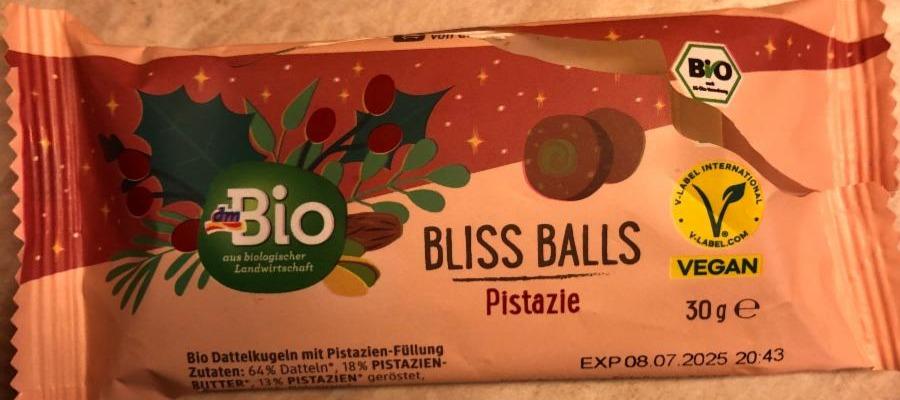 BiO
V-LABEL INTERNATIONAL
V-LABEL.COM
dm Bio
aus biologischer
Landwirtschaft
BLISS BALLS
Pistazie
VEGAN
30 g ℮
Bio Dattelkugeln mit Pistazien-Füllung
Zutaten: 64% Datteln*, 18% PISTAZIEN-
BUTTER*, 13% PISTAZIEN* geröstet,
EXP 08.07.2025 20:43